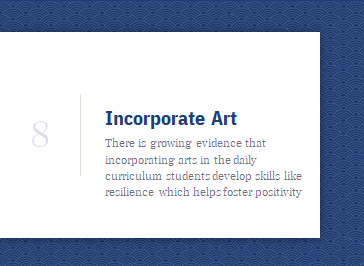 8
Incorporate Art
There is growing evidence that
incorporating arts in the daily
curriculum students develop skills like
resilience which helps foster positivity